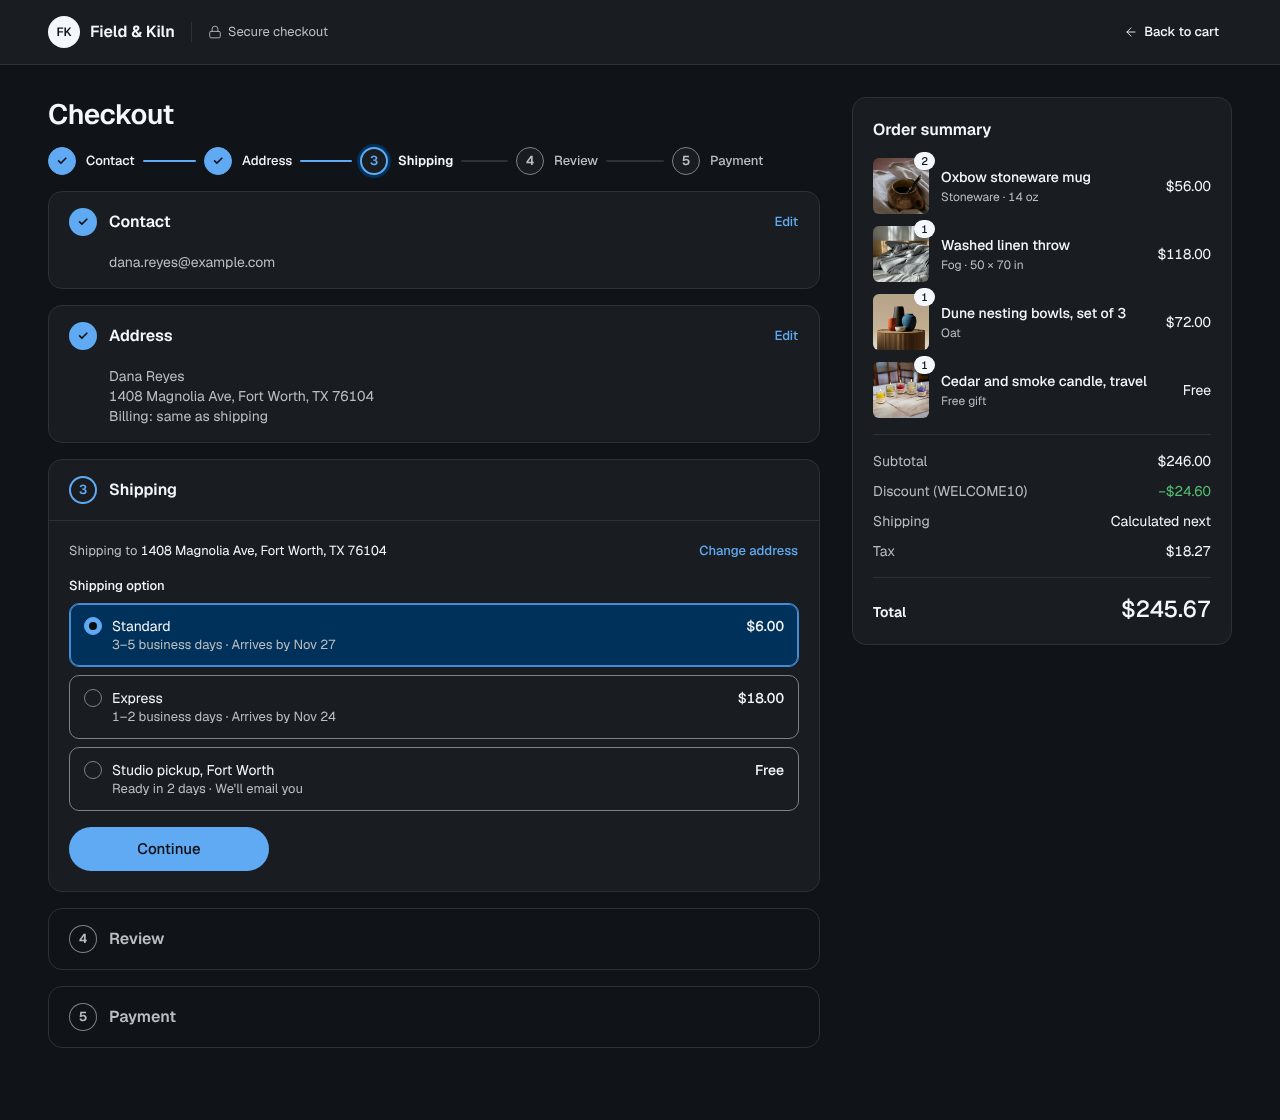 FK Field & Kiln Secure checkout Back to cart
Checkout
Contact Address 3 Shipping 4 Review 5 Payment
Contact Edit
dana.reyes@example.com
Address Edit
Dana Reyes
1408 Magnolia Ave, Fort Worth, TX 76104
Billing: same as shipping
3 Shipping
Shipping to 1408 Magnolia Ave, Fort Worth, TX 76104 Change address
Shipping option
Standard $6.00
3–5 business days · Arrives by Nov 27
Express $18.00
1–2 business days · Arrives by Nov 24
Studio pickup, Fort Worth Free
Ready in 2 days · We'll email you
Continue
4 Review
5 Payment
Order summary
2
Oxbow stoneware mug $56.00
Stoneware · 14 oz
1
Washed linen throw $118.00
Fog · 50 × 70 in
1
Dune nesting bowls, set of 3 $72.00
Oat
1
Cedar and smoke candle, travel Free
Free gift
Subtotal $246.00
Discount (WELCOME10) −$24.60
Shipping Calculated next
Tax $18.27
Total $245.67